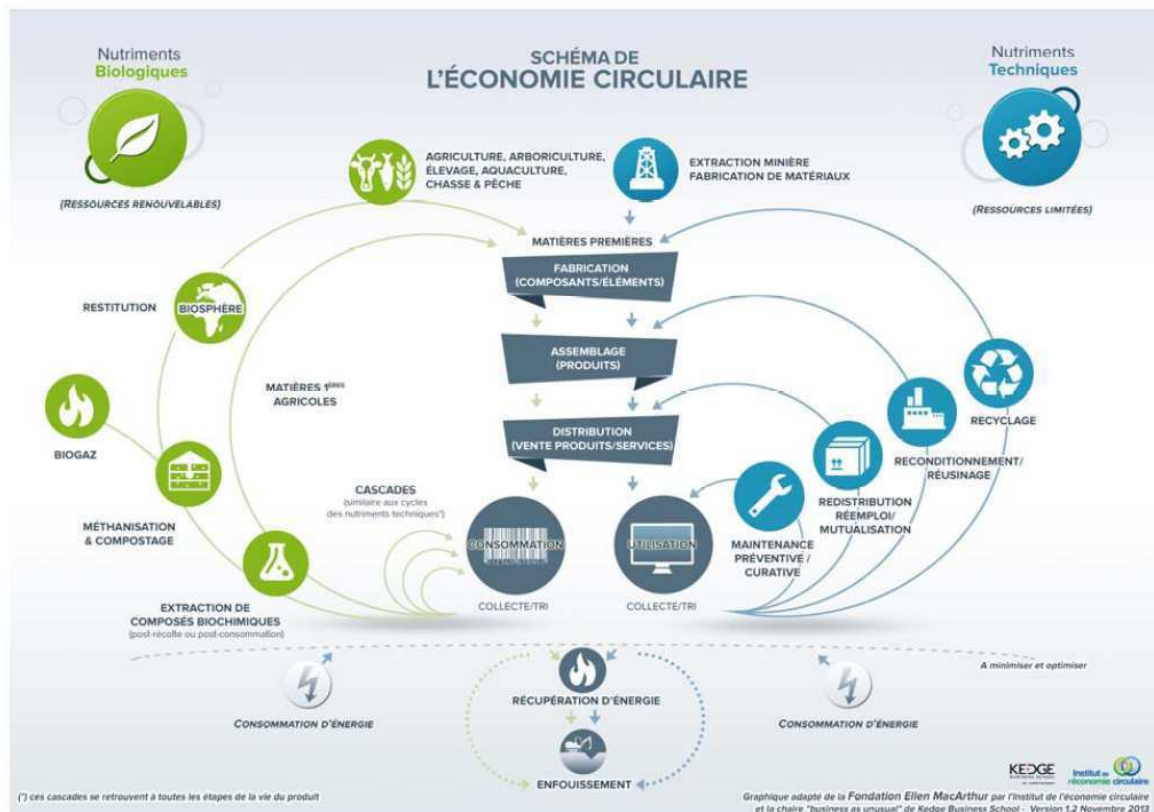 Nutriments
Biologiques
(RESSOURCES RENOUVELABLES)
SCHÉMA DE
L'ÉCONOMIE CIRCULAIRE
Nutriments
Techniques
(RESSOURCES LIMITÉES)
AGRICULTURE, ARBORICULTURE,
ÉLEVAGE, AQUACULTURE,
CHASSE & PÊCHE
EXTRACTION MINIÈRE
FABRICATION DE MATÉRIAUX
MATIÈRES PREMIÈRES
FABRICATION
(COMPOSANTS/ÉLÉMENTS)
RESTITUTION
BIOSPHÈRE
ASSEMBLAGE
(PRODUITS)
MATIÈRES 1ÈRES
AGRICOLES
RECYCLAGE
BIOGAZ
DISTRIBUTION
(VENTE PRODUITS/SERVICES)
RECONDITIONNEMENT/
RÉUSINAGE
CASCADES
(similaire aux cycles
des nutriments techniques*)
REDISTRIBUTION
RÉEMPLOI/
MUTUALISATION
MÉTHANISATION
& COMPOSTAGE
CONSOMMATION
UTILISATION
MAINTENANCE
PRÉVENTIVE /
CURATIVE
COLLECTE/TRI
COLLECTE/TRI
EXTRACTION DE
COMPOSÉS BIOCHIMIQUES
(post-récolte ou post-consommation)
A minimiser et optimiser
CONSOMMATION D'ÉNERGIE
RÉCUPÉRATION D'ÉNERGIE
CONSOMMATION D'ÉNERGIE
ENFOUISSEMENT
KEDGE
BUSINESS SCHOOL
Institut de
l'économie circulaire
(*) ces cascades se retrouvent à toutes les étapes de la vie du produit
Graphique adapté de la Fondation Ellen MacArthur par l'Institut de l'économie circulaire
et la chaire "business as unusual" de Kedge Business School - Version 1.2 Novembre 2013